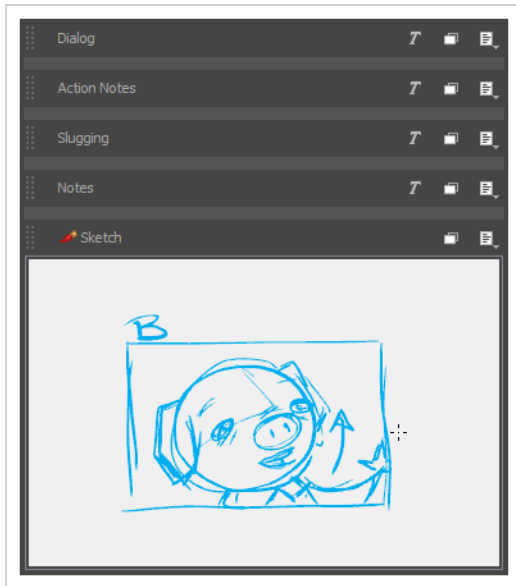 Dialog
Action Notes
Slugging
Notes
Sketch
B